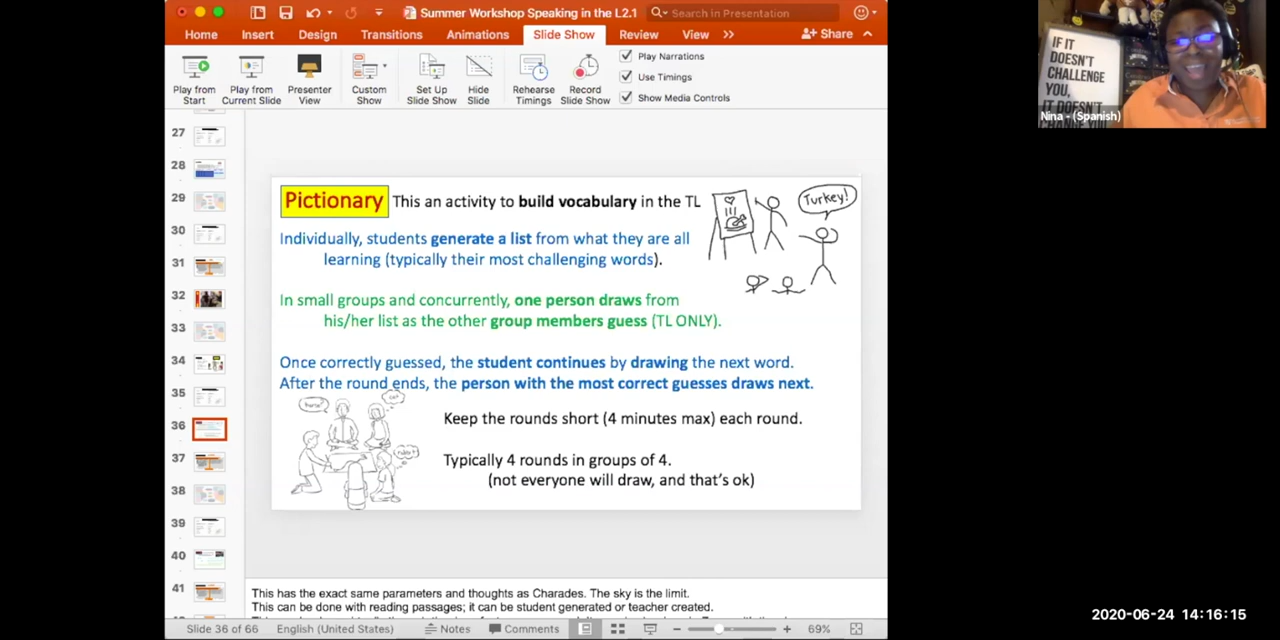 Summer Workshop Speaking in the L2.1
Search in Presentation
Home
Insert
Design
Transitions
Animations
Slide Show
Review
View
Share
Play from Start
Play from Current Slide
Presenter View
Custom Show
Set Up Slide Show
Hide Slide
Rehearse Timings
Record Slide Show
Play Narrations
Use Timings
Show Media Controls
27
28
29
30
31
32
33
34
35
36
37
38
39
40
41
Pictionary This an activity to build vocabulary in the TL
Turkey!
Individually, students generate a list from what they are all
learning (typically their most challenging words).
In small groups and concurrently, one person draws from
his/her list as the other group members guess (TL ONLY).
Once correctly guessed, the student continues by drawing the next word.
After the round ends, the person with the most correct guesses draws next.
Keep the rounds short (4 minutes max) each round.
Typically 4 rounds in groups of 4.
(not everyone will draw, and that's ok)
This has the exact same parameters and thoughts as Charades. The sky is the limit.
This can be done with reading passages; it can be student generated or teacher created.
Slide 36 of 66
English (United States)
Notes
Comments
69%
IF IT
DOESN'T
CHALLENGE
YOU,
IT DOESN'T
Nina - (Spanish)
2020-06-24 14:16:15